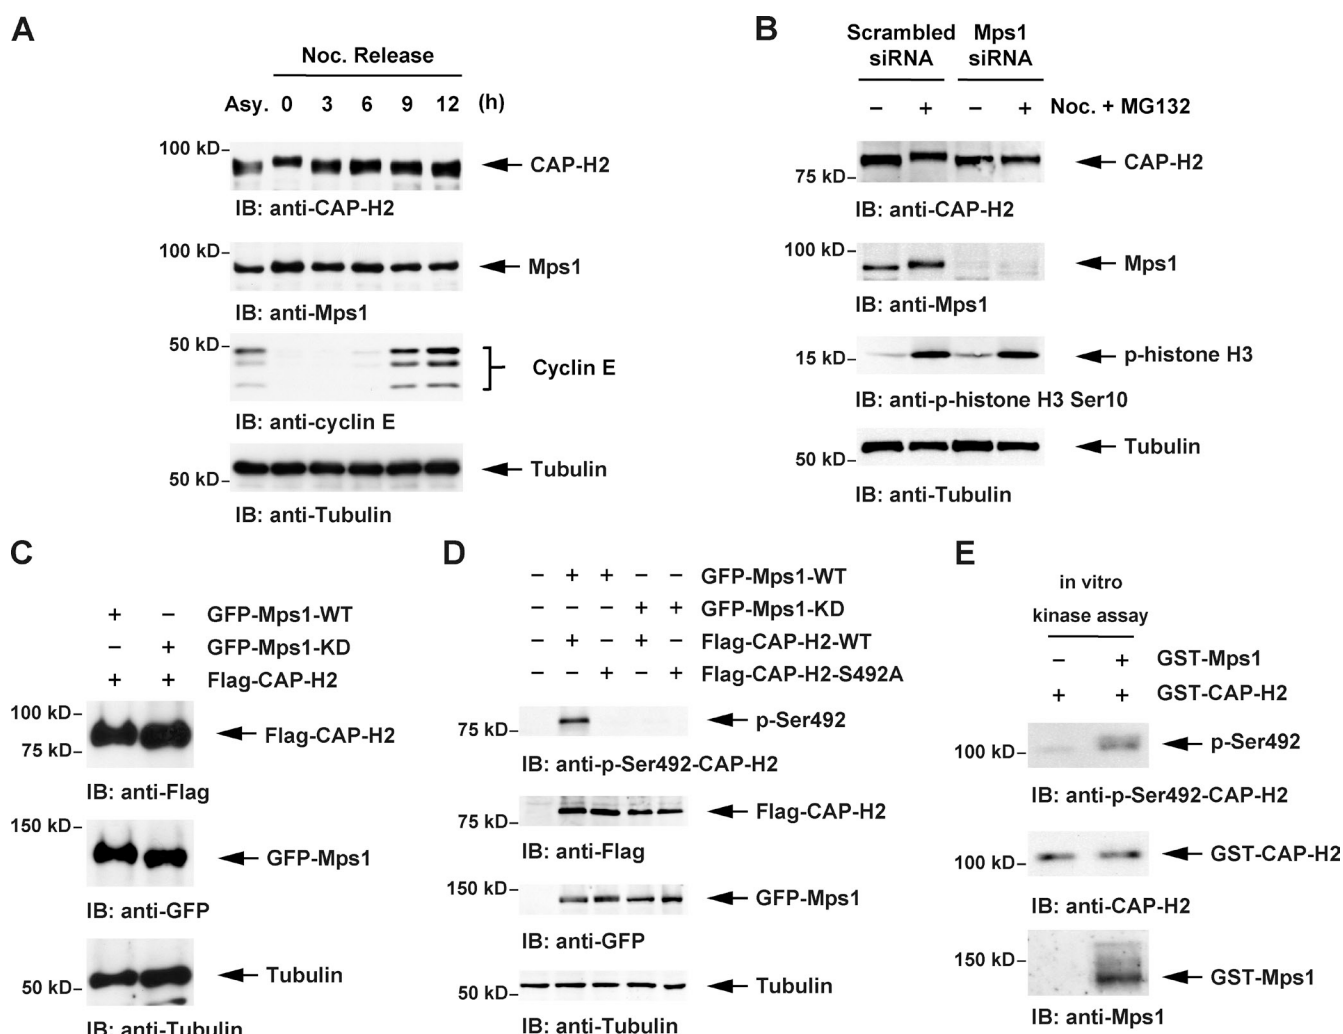 A
Noc. Release
Asy. 0 3 6 9 12 (h)
100 kD
CAP-H2
IB: anti-CAP-H2
100 kD
Mps1
IB: anti-Mps1
50 kD
Cyclin E
IB: anti-cyclin E
50 kD
Tubulin
IB: anti-Tubulin
B
Scrambled siRNA
Mps1 siRNA
– + – + Noc. + MG132
CAP-H2
75 kD
IB: anti-CAP-H2
100 kD
Mps1
IB: anti-Mps1
15 kD
p-histone H3
IB: anti-p-histone H3 Ser10
50 kD
Tubulin
IB: anti-Tubulin
C
+ – GFP-Mps1-WT
– + GFP-Mps1-KD
+ + Flag-CAP-H2
100 kD
Flag-CAP-H2
75 kD
IB: anti-Flag
150 kD
GFP-Mps1
IB: anti-GFP
Tubulin
50 kD
IB: anti-Tubulin
D
– + + – – GFP-Mps1-WT
– – – + + GFP-Mps1-KD
– + – + – Flag-CAP-H2-WT
– – + – + Flag-CAP-H2-S492A
75 kD
p-Ser492
IB: anti-p-Ser492-CAP-H2
75 kD
Flag-CAP-H2
IB: anti-Flag
150 kD
GFP-Mps1
IB: anti-GFP
50 kD
Tubulin
IB: anti-Tubulin
E
in vitro
kinase assay
– + GST-Mps1
+ + GST-CAP-H2
100 kD
p-Ser492
IB: anti-p-Ser492-CAP-H2
100 kD
GST-CAP-H2
IB: anti-CAP-H2
150 kD
GST-Mps1
IB: anti-Mps1